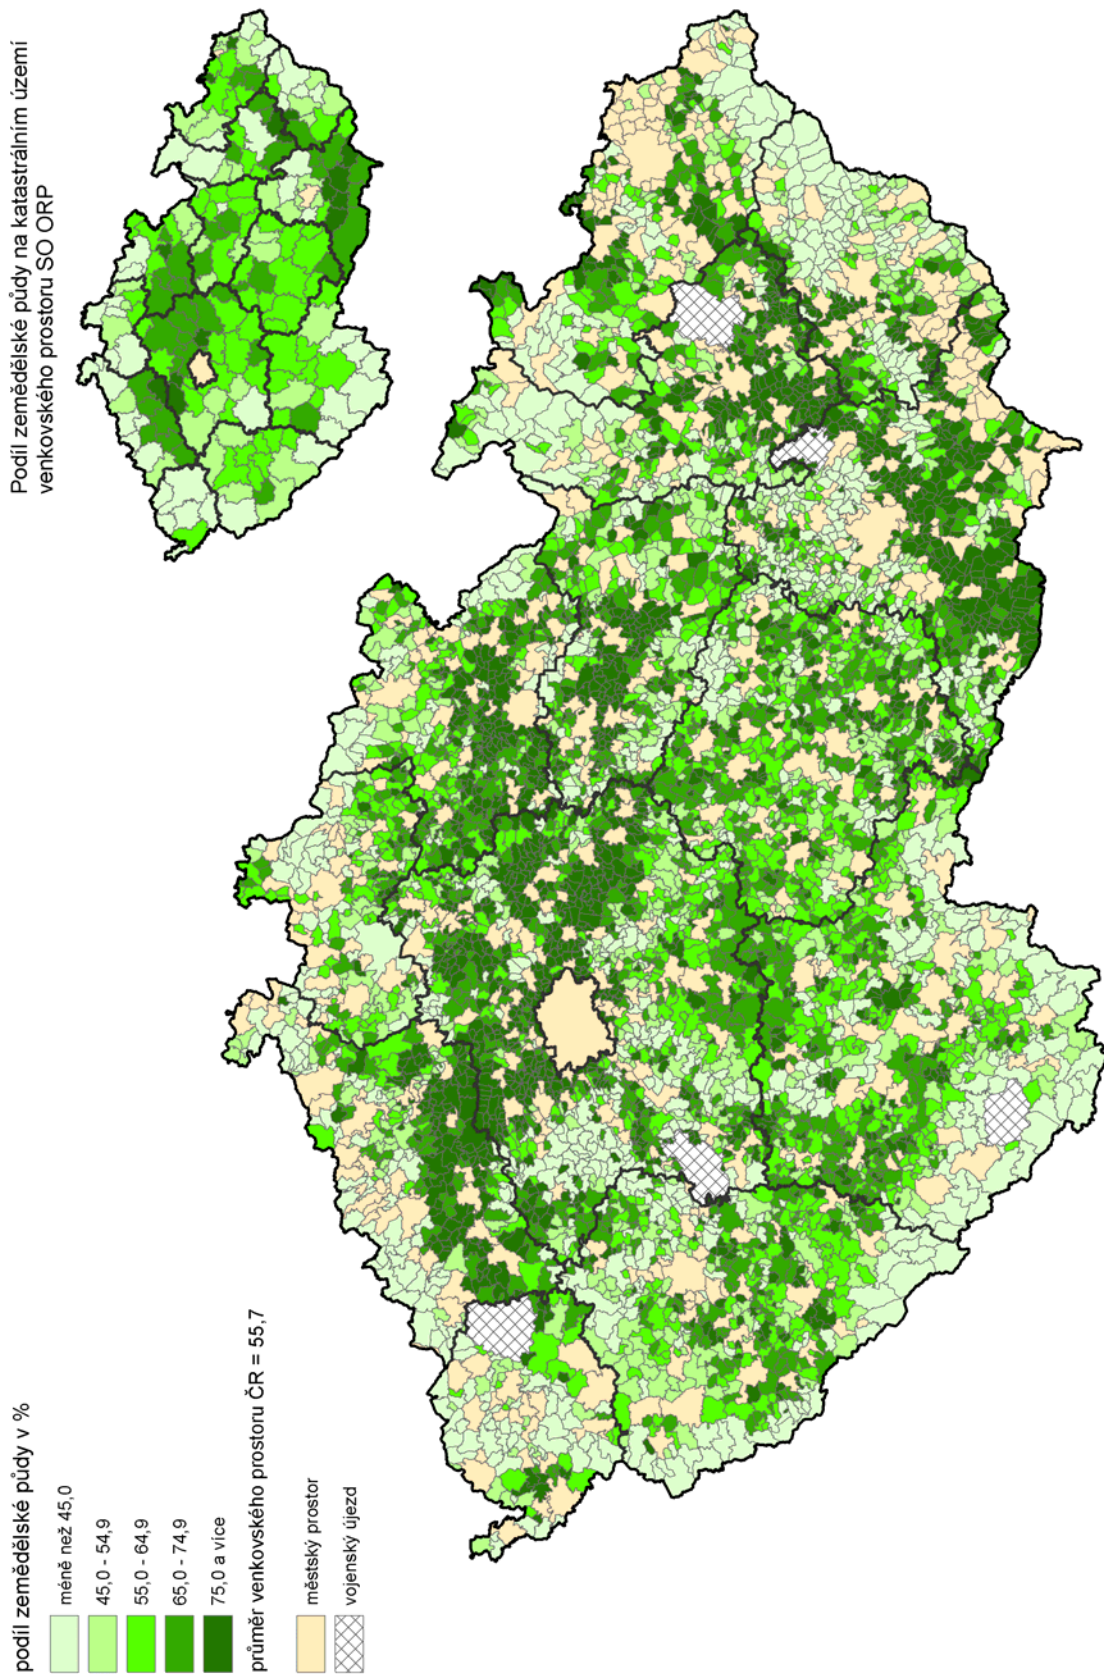 Podíl zemědělské půdy na katastrálním území
venkovského prostoru SO ORP
podíl zemědělské půdy v %
méně než 45,0
45,0 - 54,9
55,0 - 64,9
65,0 - 74,9
75,0 a více
průměr venkovského prostoru ČR = 55,7
městský prostor
vojenský újezd